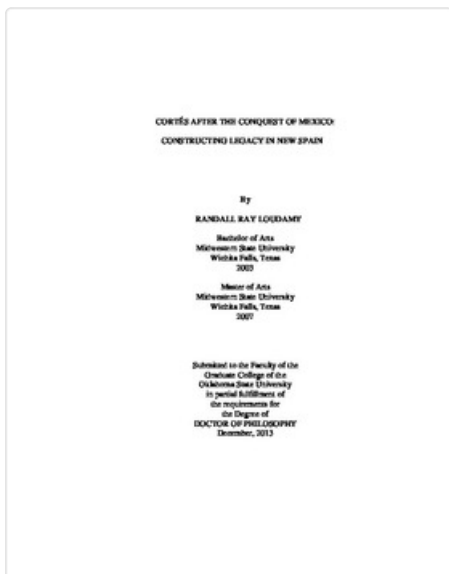 CORTÉS AFTER THE CONQUEST OF MEXICO:
CONSTRUCTING LEGACY IN NEW SPAIN
By
RANDALL RAY LOUDAMY
Bachelor of Arts
Midwestern State University
Wichita Falls, Texas
2003
Master of Arts
Midwestern State University
Wichita Falls, Texas
2007
Submitted to the Faculty of the
Graduate College of the
Oklahoma State University
in partial fulfillment of
the requirements for
the Degree of
DOCTOR OF PHILOSOPHY
December, 2013